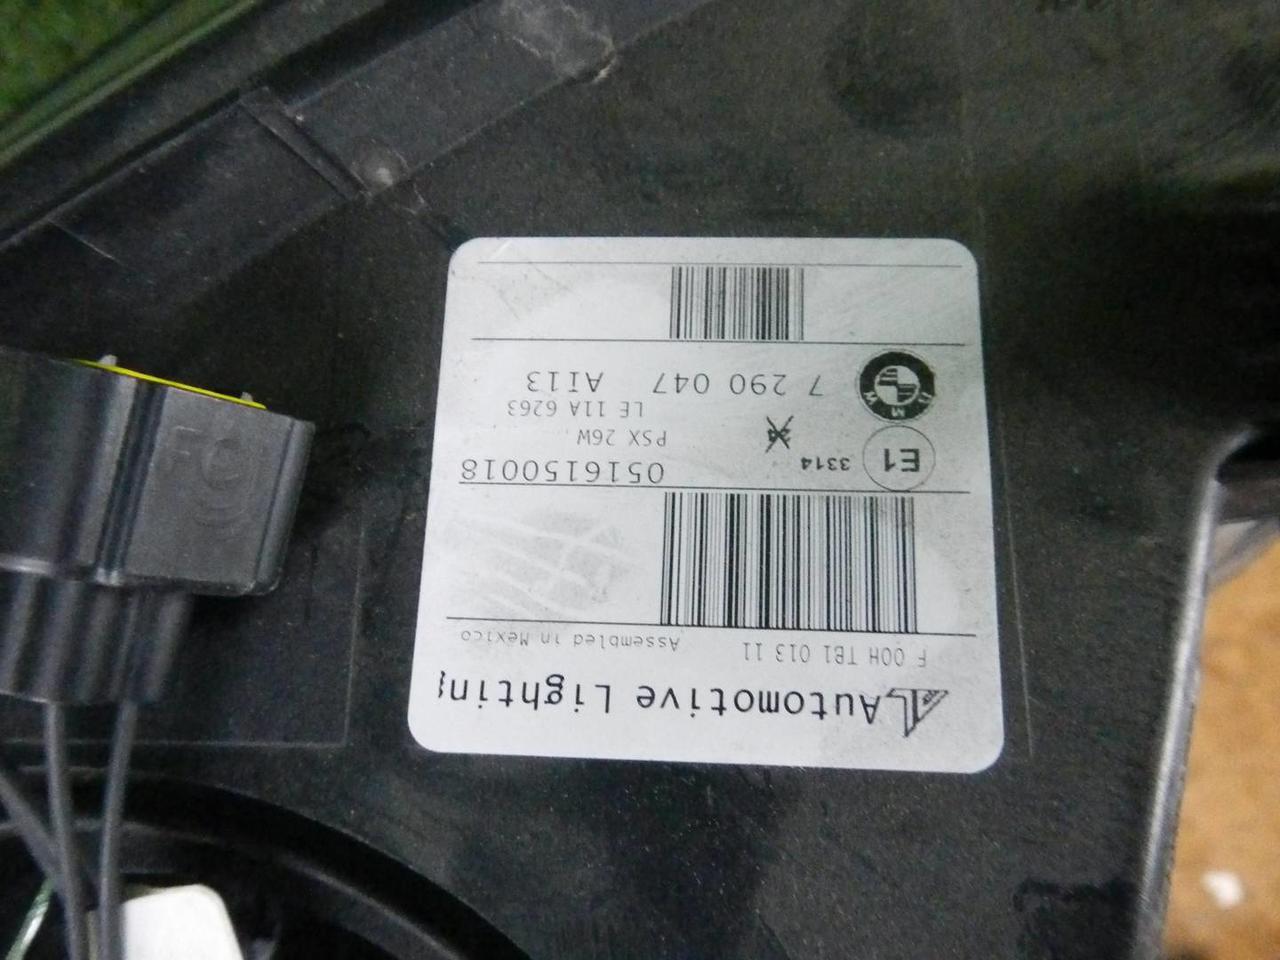 Automotive Lighting
F 00H TB1 013 11 Assembled in Mexico
0516150018
E1 3314 PSX 26W
LE 11A 6263
BMW 7 290 047 AI13